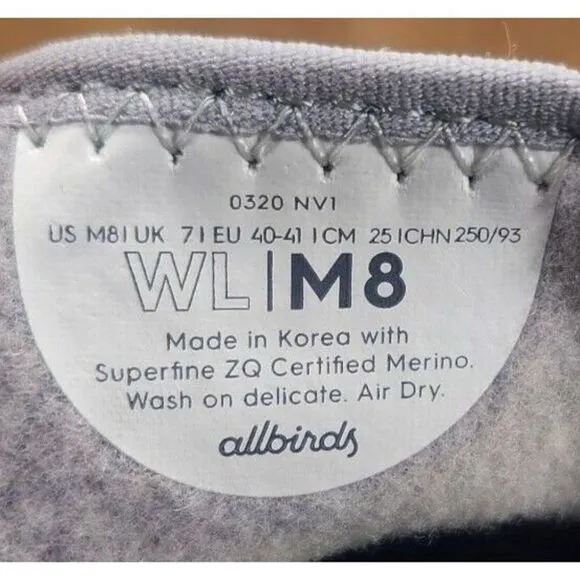 0320 NV1
US M8 | UK 7 | EU 40-41 | CM 25 | CHN 250/93
WL | M8
Made in Korea with
Superfine ZQ Certified Merino.
Wash on delicate. Air Dry.
allbirds